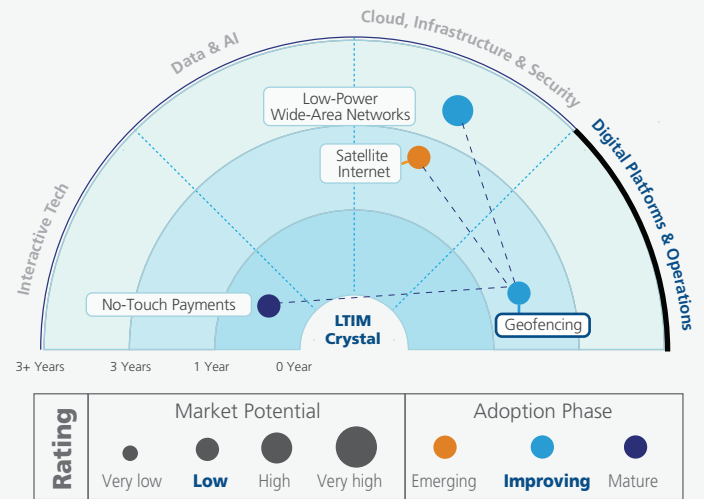 Cloud, Infrastructure & Security
Data & AI
Interactive Tech
Digital Platforms & Operations
Low-Power
Wide-Area Networks
Satellite
Internet
No-Touch Payments
Geofencing
LTIM
Crystal
3+ Years
3 Years
1 Year
0 Year
Rating
Market Potential
Very low
Low
High
Very high
Adoption Phase
Emerging
Improving
Mature